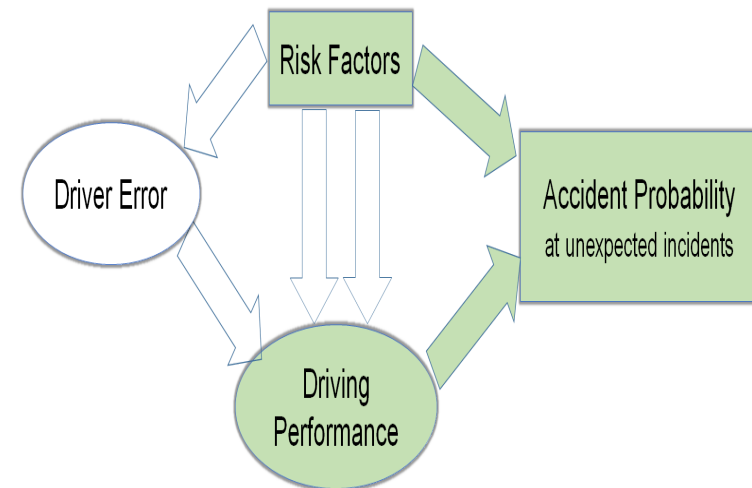 Risk Factors
Driver Error
Accident Probability
at unexpected incidents
Driving
Performance